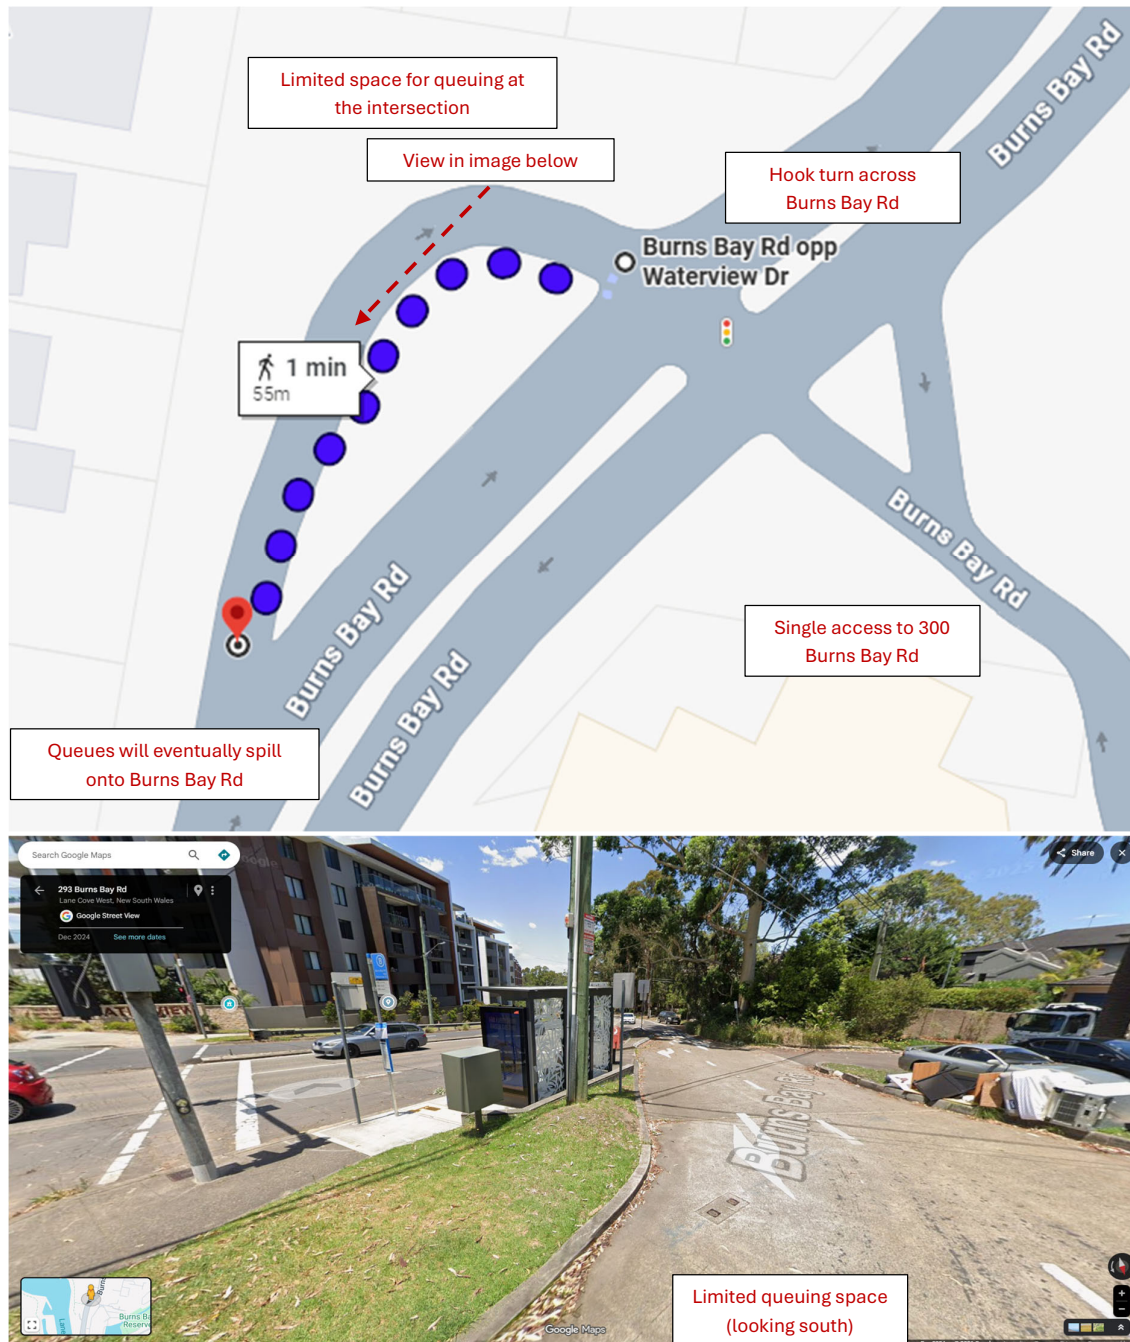 Limited space for queuing at
the intersection
View in image below
Hook turn across
Burns Bay Rd
Burns Bay Rd
Burns Bay Rd opp
Waterview Dr
1 min
55m
Burns Bay Rd
Burns Bay Rd
Burns Bay Rd
Single access to 300
Burns Bay Rd
Queues will eventually spill
onto Burns Bay Rd
Search Google Maps
Share
293 Burns Bay Rd
Lane Cove West, New South Wales
Google Street View
Dec 2024
See more dates
Burns Bay Rd
Limited queuing space
(looking south)
Google Maps